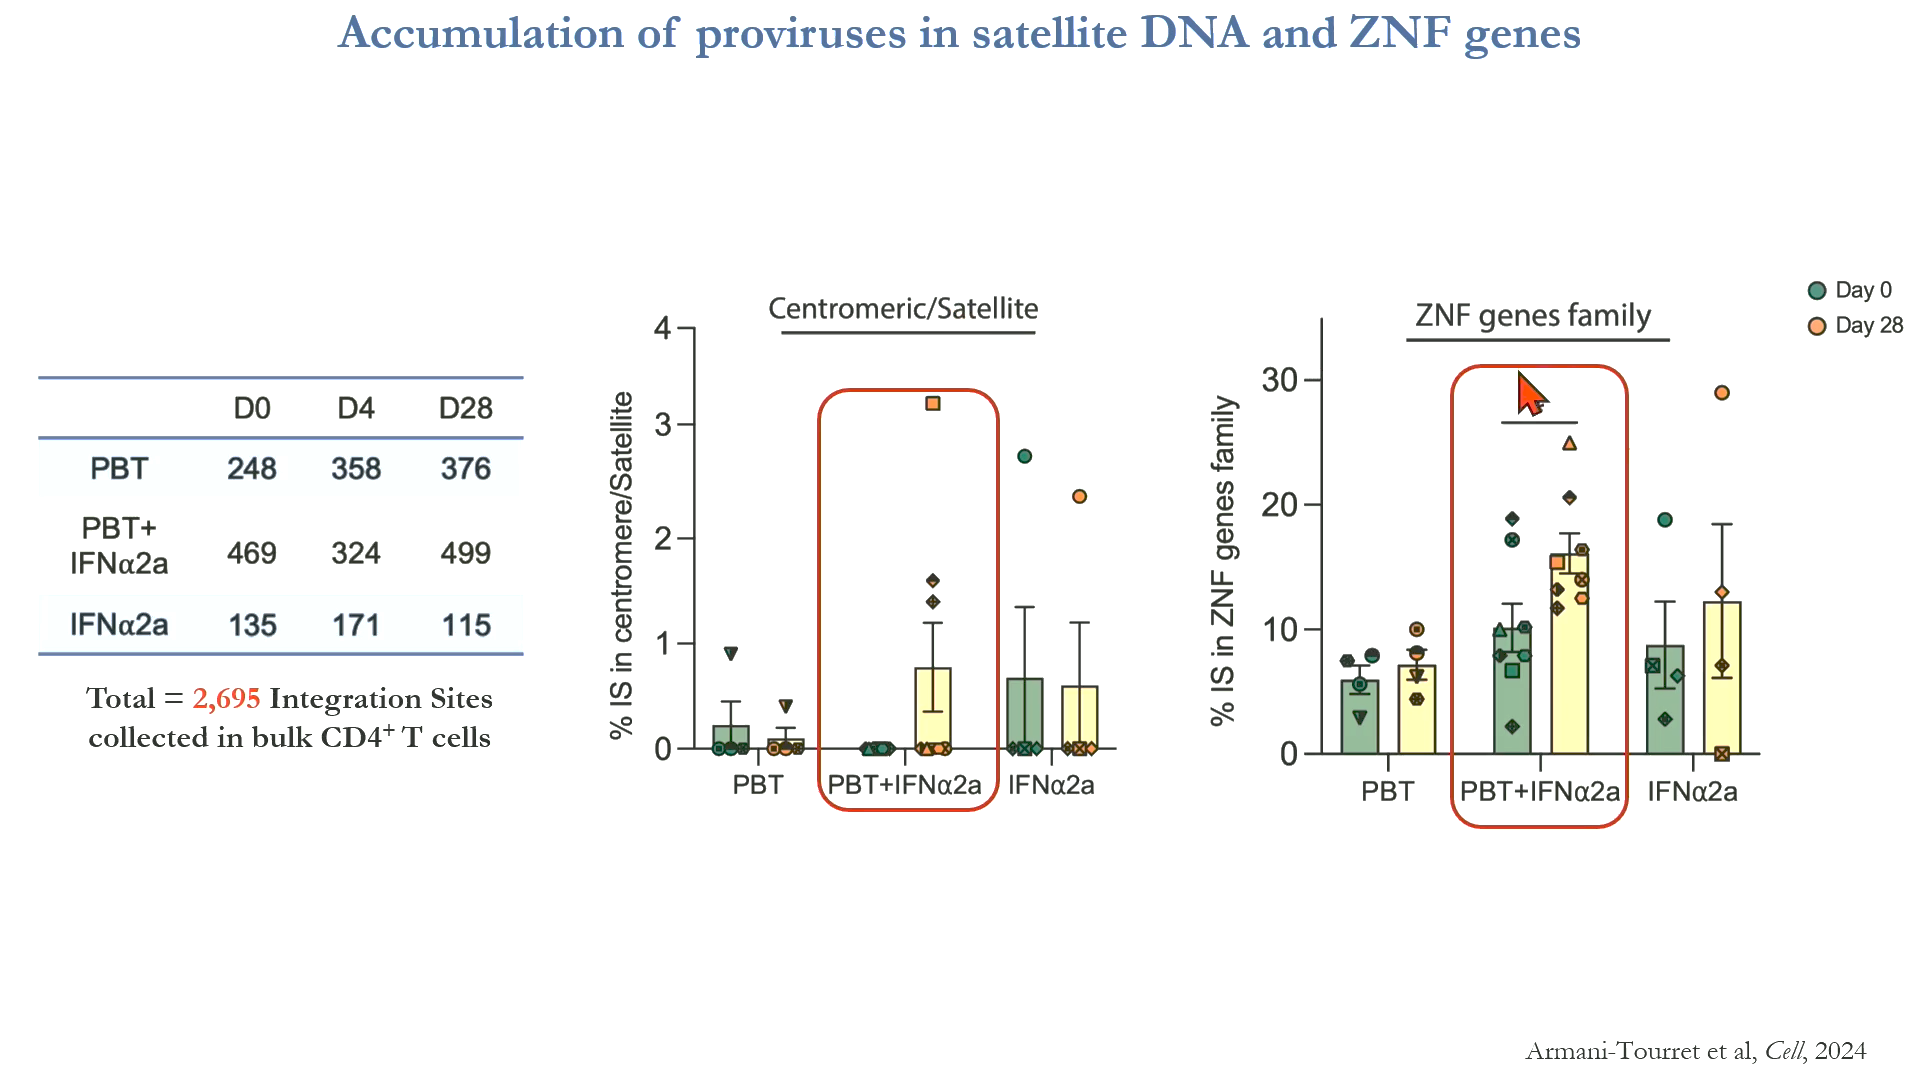 Accumulation of proviruses in satellite DNA and ZNF genes
D0 D4 D28
PBT 248 358 376
PBT+
IFNα2a 469 324 499
IFNα2a 135 171 115
Total = 2,695 Integration Sites
collected in bulk CD4+ T cells
Centromeric/Satellite
% IS in centromere/Satellite
4
3
2
1
0
PBT PBT+IFNα2a IFNα2a
ZNF genes family
% IS in ZNF genes family
30
20
10
0
PBT PBT+IFNα2a IFNα2a
Day 0
Day 28
Armani-Tourret et al, Cell, 2024